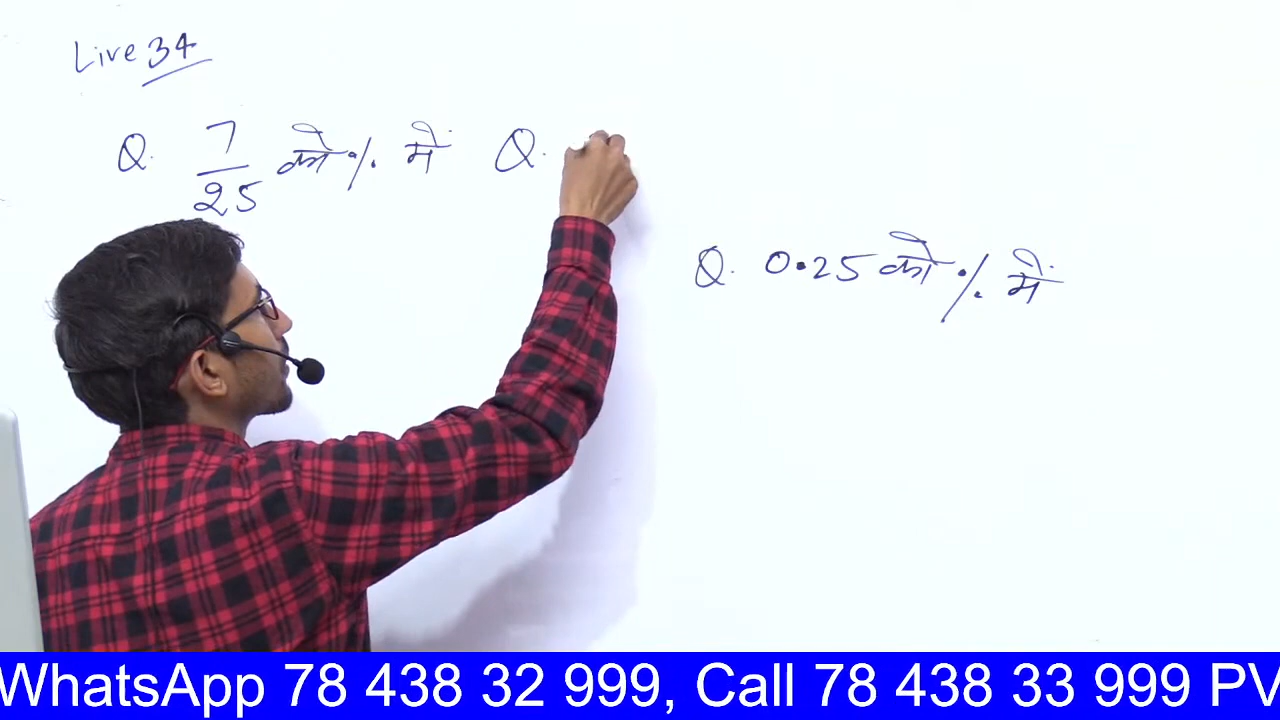 Live 34
Q. 7/25 को % में Q.
Q. 0.25 को % में
WhatsApp 78 438 32 999, Call 78 438 33 999 PV